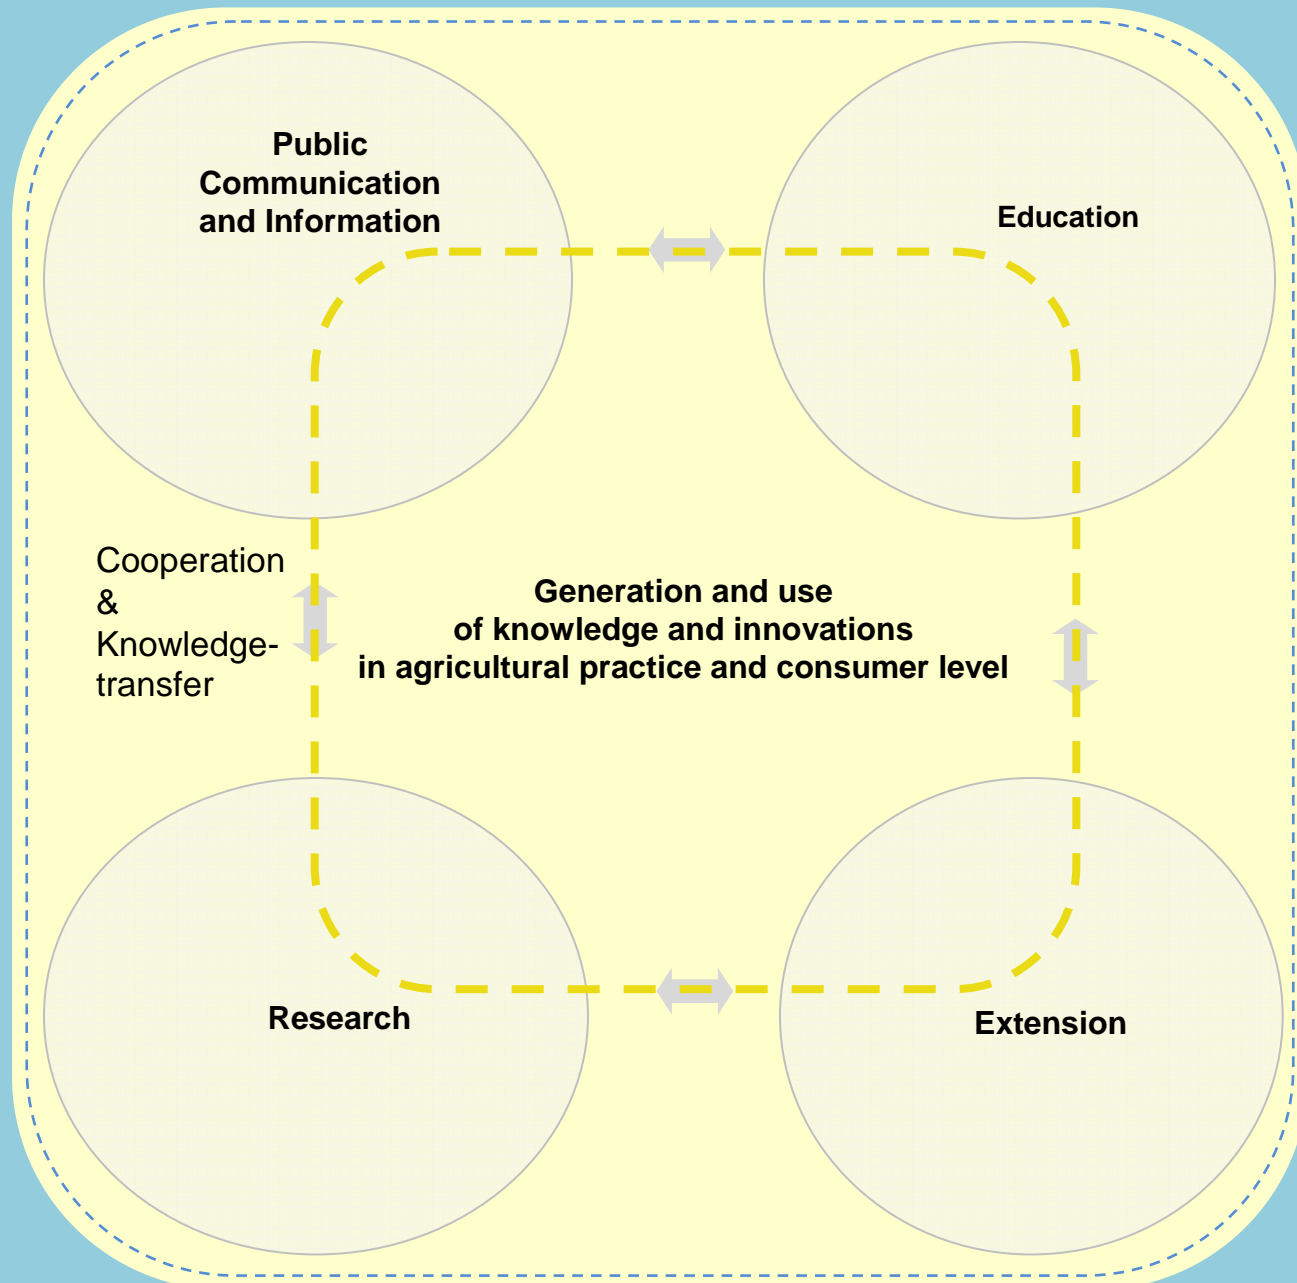 Public
Communication
and Information
Education
Cooperation
&
Knowledge-
transfer
Generation and use
of knowledge and innovations
in agricultural practice and consumer level
Research
Extension